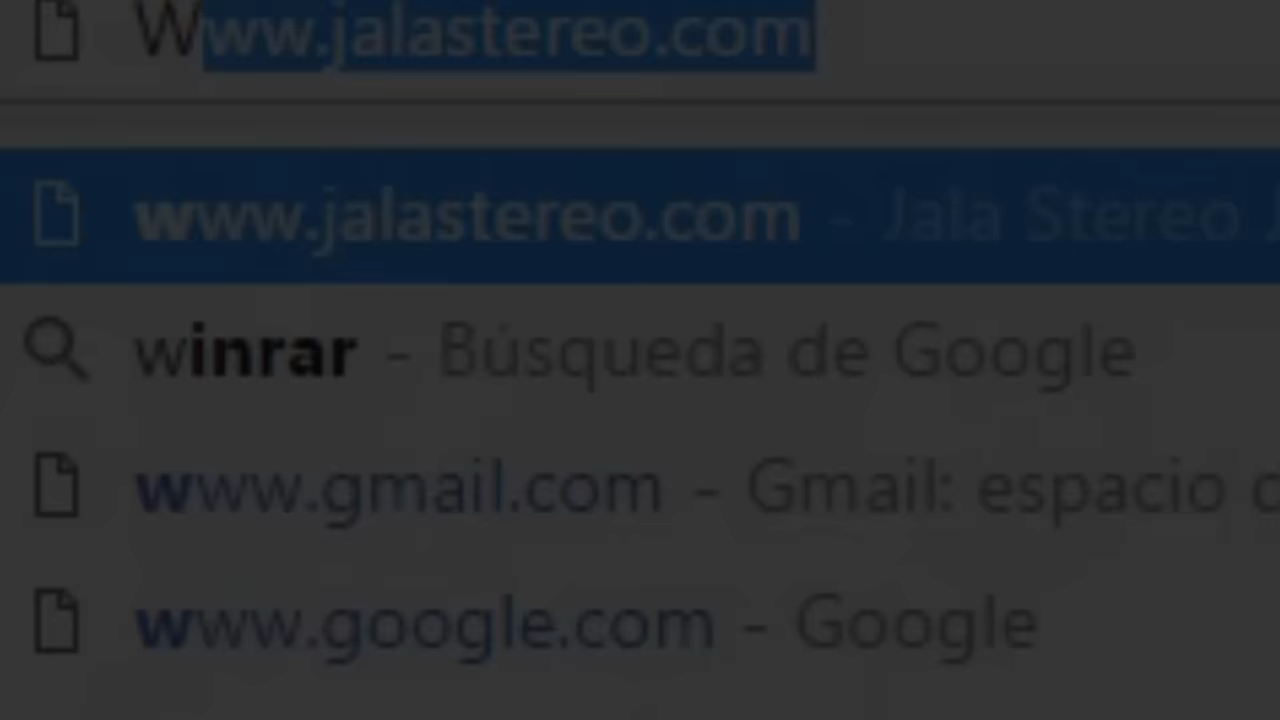 Www.jalastereo.com
www.jalastereo.com - Jala Stereo
winrar - Búsqueda de Google
www.gmail.com - Gmail: espacio
www.google.com - Google